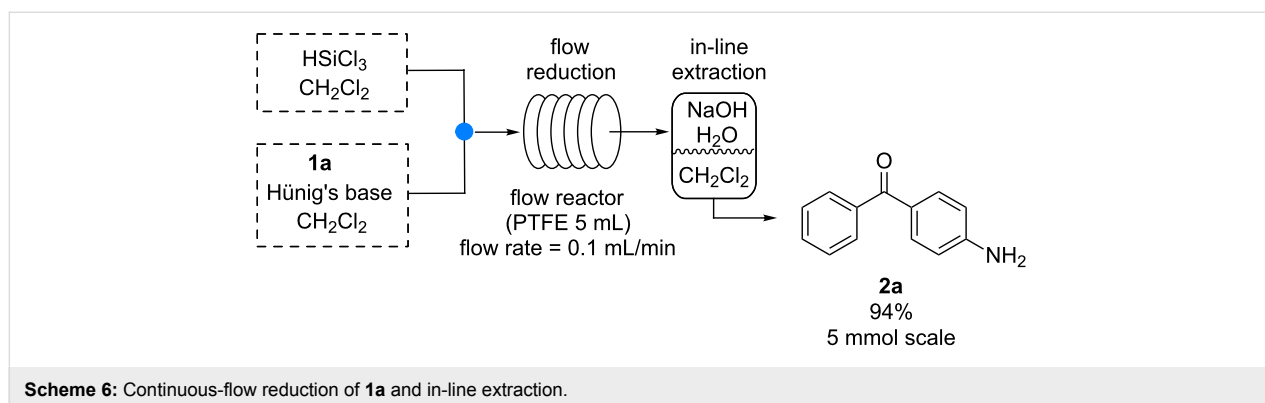 HSiCl3
CH2Cl2
1a
Hünig's base
CH2Cl2
flow
reduction
flow reactor
(PTFE 5 mL)
flow rate = 0.1 mL/min
in-line
extraction
NaOH
H2O
CH2Cl2
O
NH2
2a
94%
5 mmol scale
Scheme 6: Continuous-flow reduction of 1a and in-line extraction.